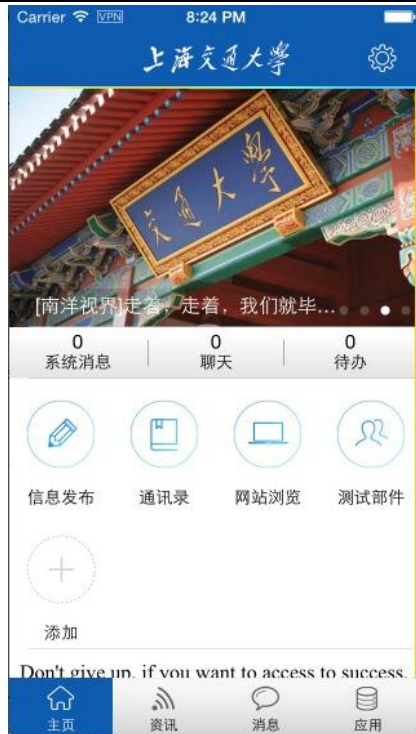 Carrier VPN 8:24 PM
上海交通大學
交通大学
[南洋视界]走着，走着，我们就毕...
0 0 0
系统消息 聊天 待办
信息发布 通讯录 网站浏览 测试部件
添加
Don't give up, if you want to access to success.
主页 资讯 消息 应用